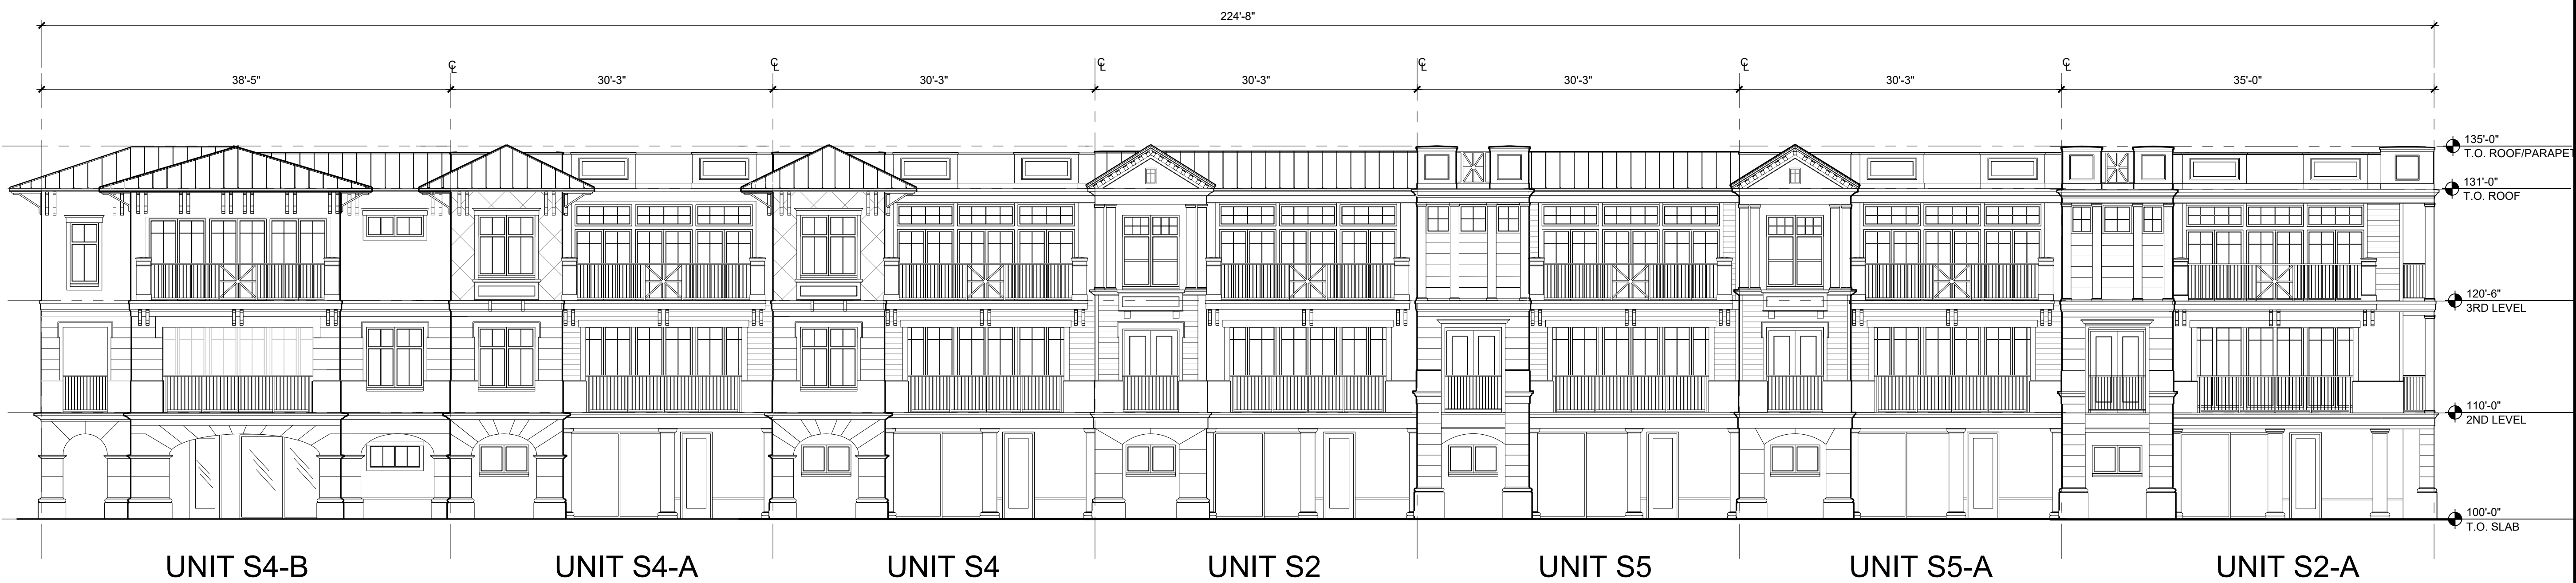 224'-8"
38'-5"
℄
30'-3"
℄
30'-3"
℄
30'-3"
℄
30'-3"
℄
30'-3"
℄
35'-0"
135'-0"
T.O. ROOF/PARAPET
131'-0"
T.O. ROOF
120'-6"
3RD LEVEL
110'-0"
2ND LEVEL
100'-0"
T.O. SLAB
UNIT S4-B
UNIT S4-A
UNIT S4
UNIT S2
UNIT S5
UNIT S5-A
UNIT S2-A